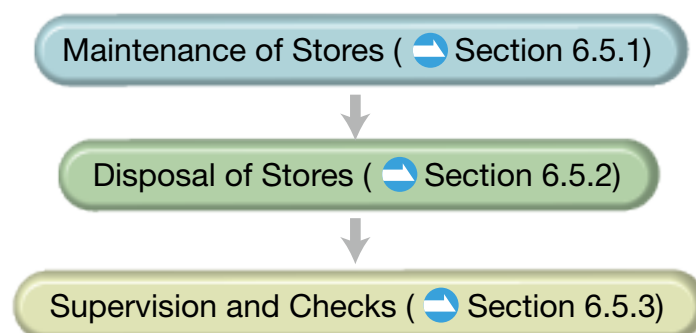 Maintenance of Stores ( Section 6.5.1)
Disposal of Stores ( Section 6.5.2)
Supervision and Checks ( Section 6.5.3)